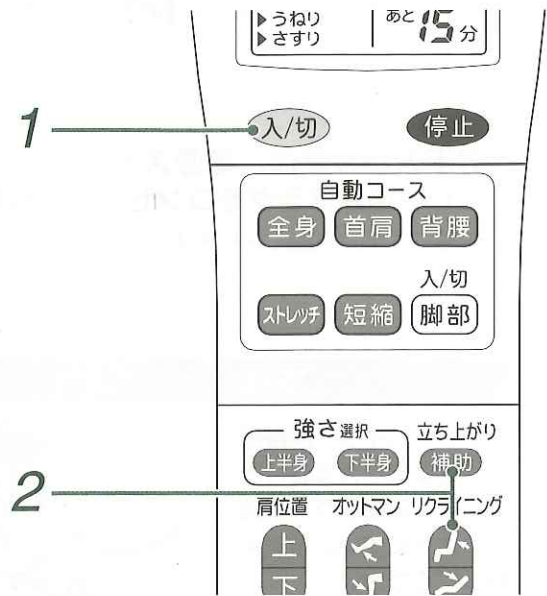 ▶うねり
▶さすり
あと15分
1
入/切
停止
自動コース
全身 首肩 背腰
入/切
ストレッチ 短縮 脚部
強さ選択
立ち上がり
上半身 下半身 補助
2
肩位置 オットマン リクライニング
上
下